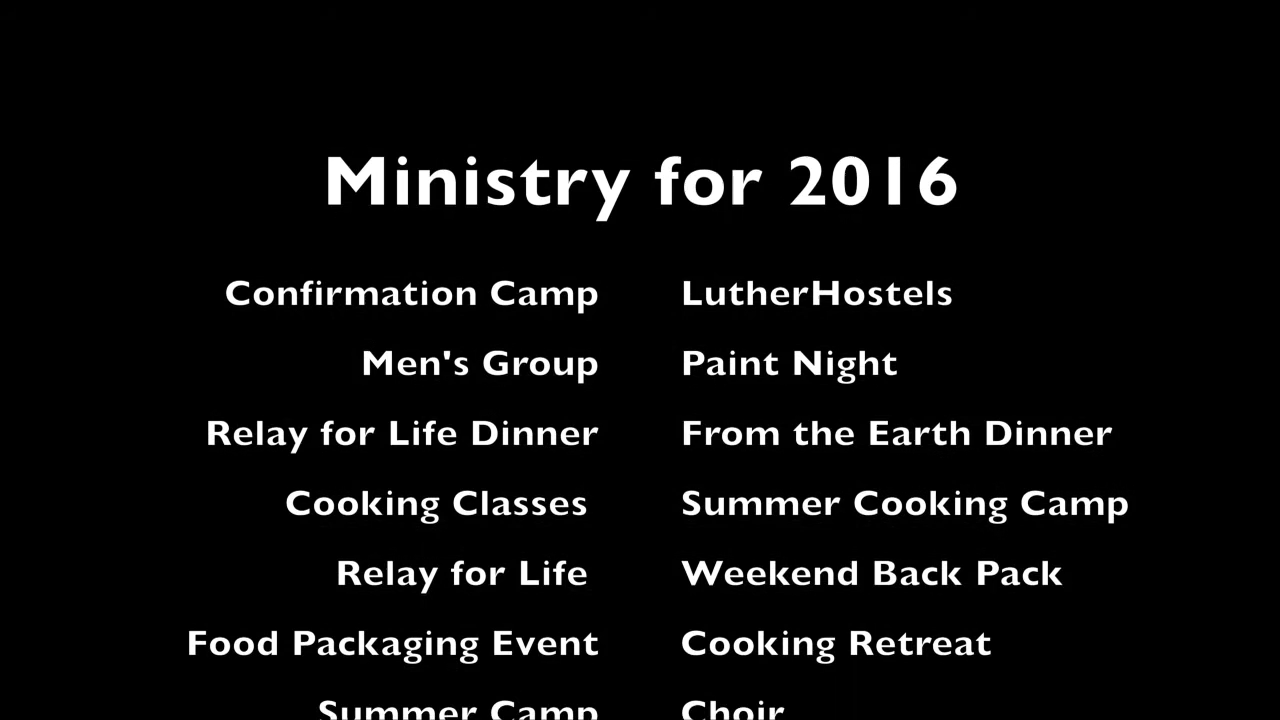 Ministry for 2016
Confirmation Camp LutherHostels
Men's Group Paint Night
Relay for Life Dinner From the Earth Dinner
Cooking Classes Summer Cooking Camp
Relay for Life Weekend Back Pack
Food Packaging Event Cooking Retreat
Summer Camp Choir